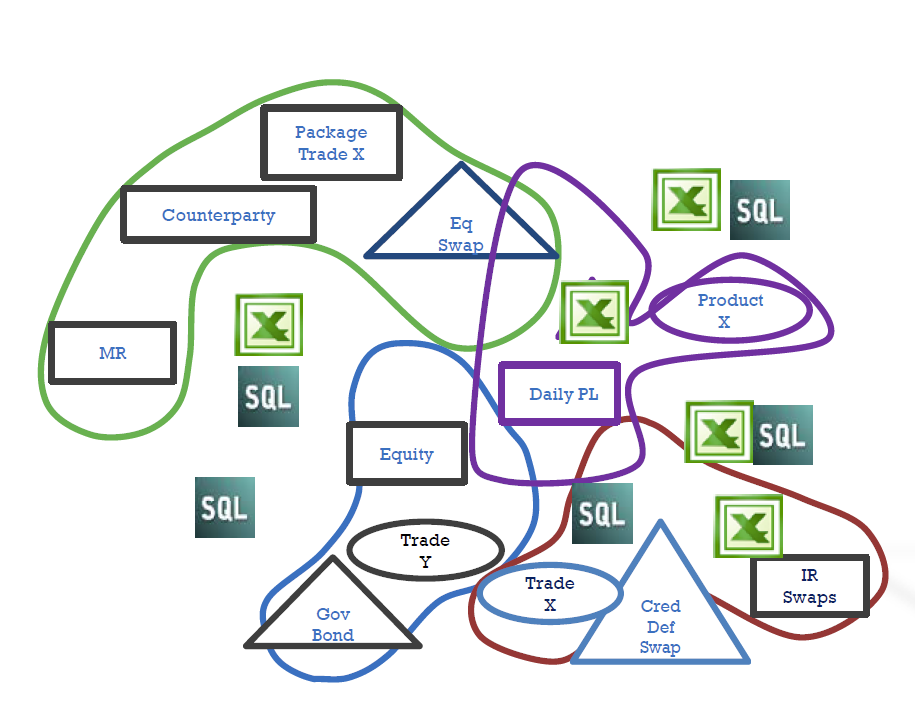 Package
Trade X
Counterparty
Eq
Swap
SQL
Product
X
MR
SQL
Daily PL
Equity
SQL
SQL
SQL
Trade
Y
Trade
X
IR
Swaps
Gov
Bond
Cred
Def
Swap